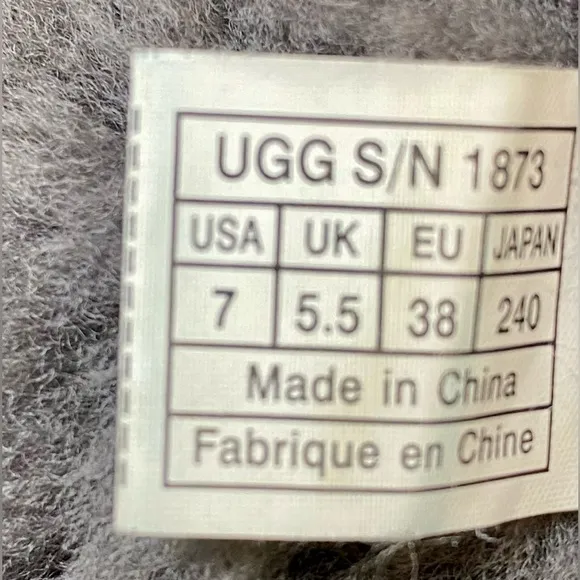 UGG S/N 1873
USA UK EU JAPAN
7 5.5 38 240
Made in China
Fabrique en Chine